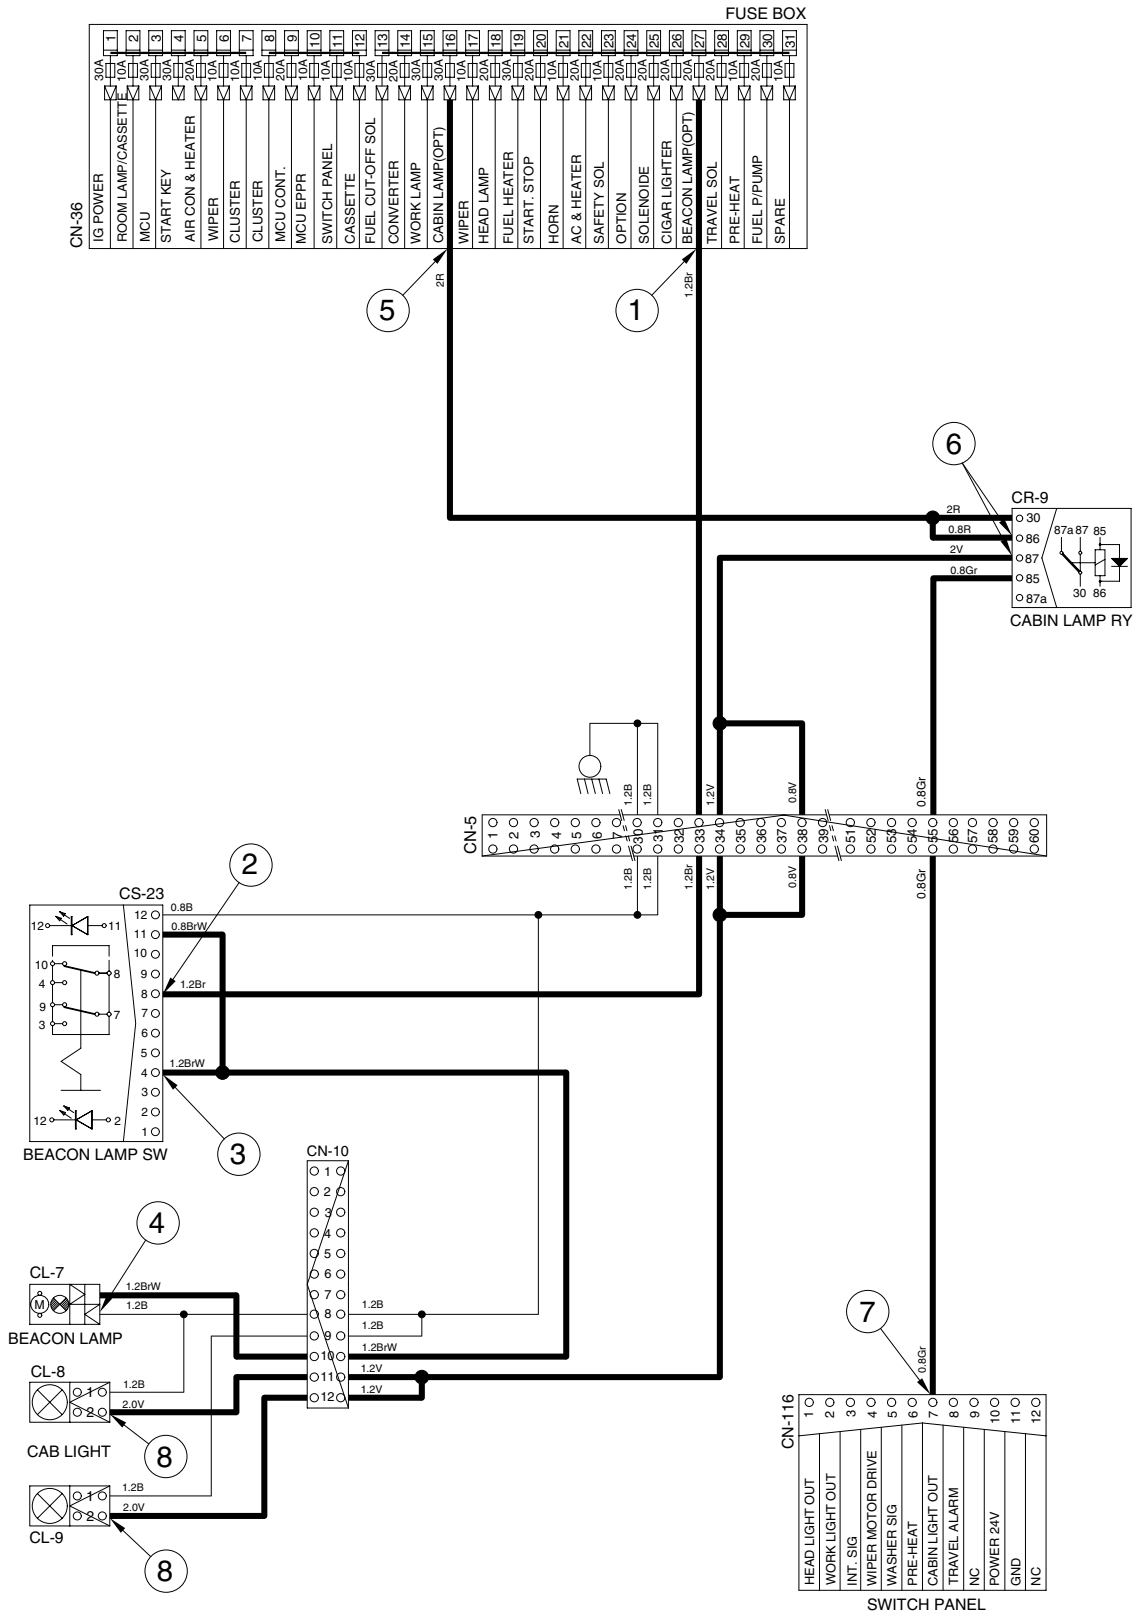 FUSE BOX
1 2 3 4 5 6 7 8 9 10 11 12 13 14 15 16 17 18 19 20 21 22 23 24 25 26 27 28 29 30 31
30A 10A 30A 30A 20A 10A 10A 20A 10A 10A 10A 30A 20A 10A 20A 10A 20A 30A 20A 10A 20A 10A 20A 10A 20A 10A 20A 10A 20A 10A
CN-36
IG POWER
ROOM LAMP/CASSETTE
MCU
START KEY
AIR CON & HEATER
WIPER
CLUSTER
CLUSTER
MCU CONT.
MCU EPPR
SWITCH PANEL
CASSETTE
FUEL CUT-OFF SOL
CONVERTER
WORK LAMP
CABIN LAMP(OPT)
WIPER
HEAD LAMP
FUEL HEATER
START. STOP
HORN
AC & HEATER
SAFETY SOL
OPTION
SOLENOIDE
CIGAR LIGHTER
BEACON LAMP(OPT)
TRAVEL SOL
PRE-HEAT
FUEL P/PUMP
SPARE
2R
1.2Br
5
1
6
CR-9
2R
30
0.8R
86
2V
87
0.8Gr
85
87a
87a 87 85
30 86
CABIN LAMP RY
1.2B 1.2B 1.2V 0.8V 0.8Gr
CN-5
1 2 3 4 5 6 7 30 31 32 33 34 35 36 37 38 39 51 52 53 54 55 56 57 58 59 60
1.2B 1.2B 1.2Br 1.2V 0.8V 0.8Gr
2
CS-23
12 0.8B
11 0.8BrW
10
9
8 1.2Br
7
6
5
4 1.2BrW
3
2
1
12 11
10 8
4
9 7
3
12 2
BEACON LAMP SW
3
CN-10
1
2
3
4
5
6
7
8 1.2B
9 1.2B
10 1.2BrW
11 1.2V
12 1.2V
4
CL-7
M
1.2BrW
1.2B
BEACON LAMP
CL-8
1 1.2B
2 2.0V
CAB LIGHT
8
1 1.2B
2 2.0V
CL-9
8
7
0.8Gr
CN-116
1 2 3 4 5 6 7 8 9 10 11 12
HEAD LIGHT OUT
WORK LIGHT OUT
INT. SIG
WIPER MOTOR DRIVE
WASHER SIG
PRE-HEAT
CABIN LIGHT OUT
TRAVEL ALARM
NC
POWER 24V
GND
NC
SWITCH PANEL